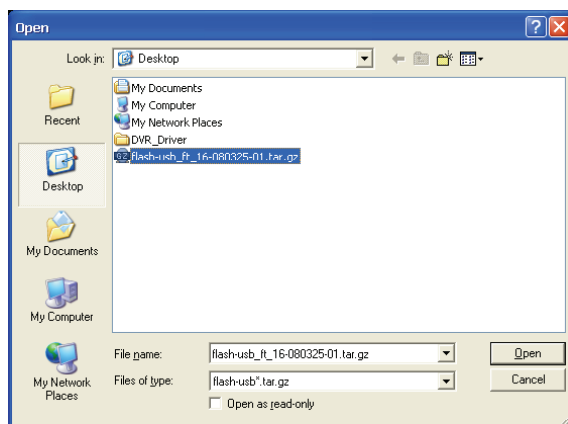 Open
Look in: Desktop
My Documents
My Computer
My Network Places
DVR_Driver
flash-usb_ft_16-080325-01.tar.gz
Recent
Desktop
My Documents
My Computer
My Network Places
File name: flash-usb_ft_16-080325-01.tar.gz Open
Files of type: flash-usb*.tar.gz Cancel
Open as read-only